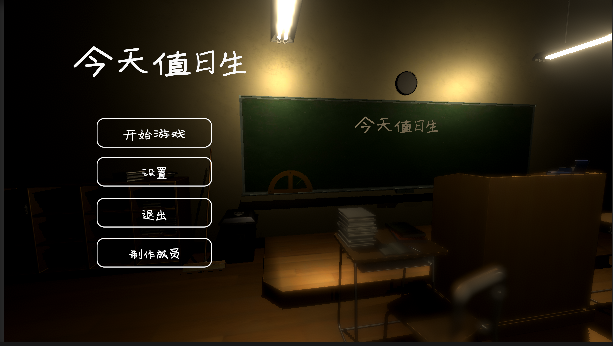 今天值日生
今天值日生
开始游戏
设置
退出
制作成员